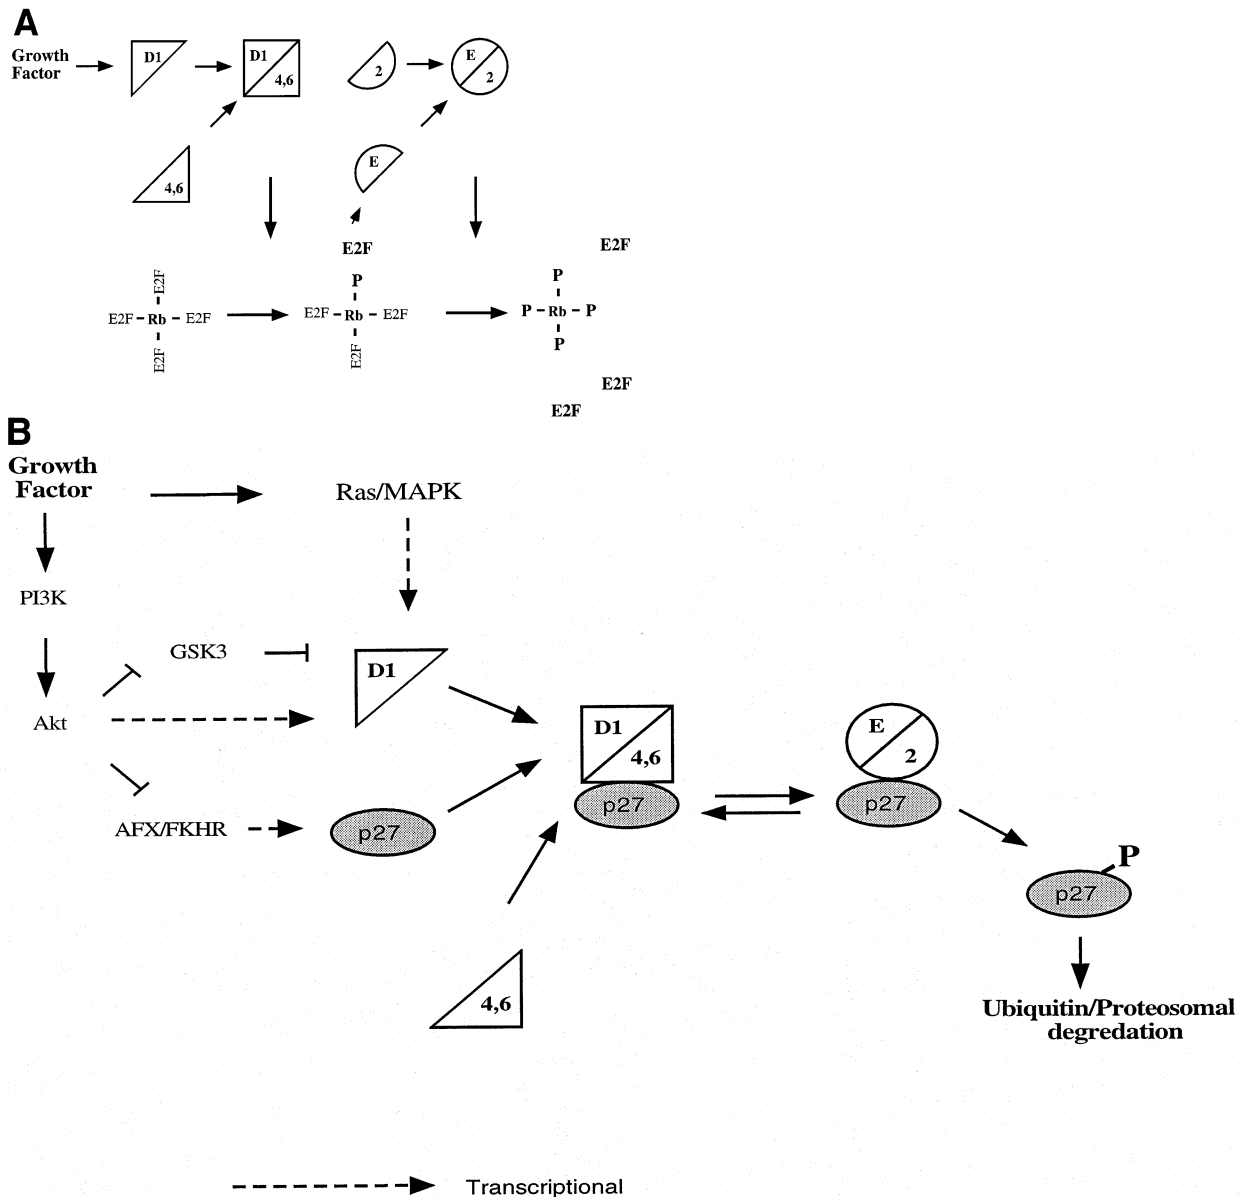 A
Growth
Factor
D1
D1
4,6
2
E
2
4,6
E
E2F
E2F
E2F
P
P
E2F
E2F
Rb
E2F
E2F
Rb
E2F
P
Rb
P
E2F
E2F
P
E2F
E2F
B
Growth
Factor
Ras/MAPK
PI3K
GSK3
D1
Akt
D1
4,6
E
2
p27
p27
AFX/FKHR
p27
P
p27
4,6
Ubiquitin/Proteosomal
degredation
Transcriptional